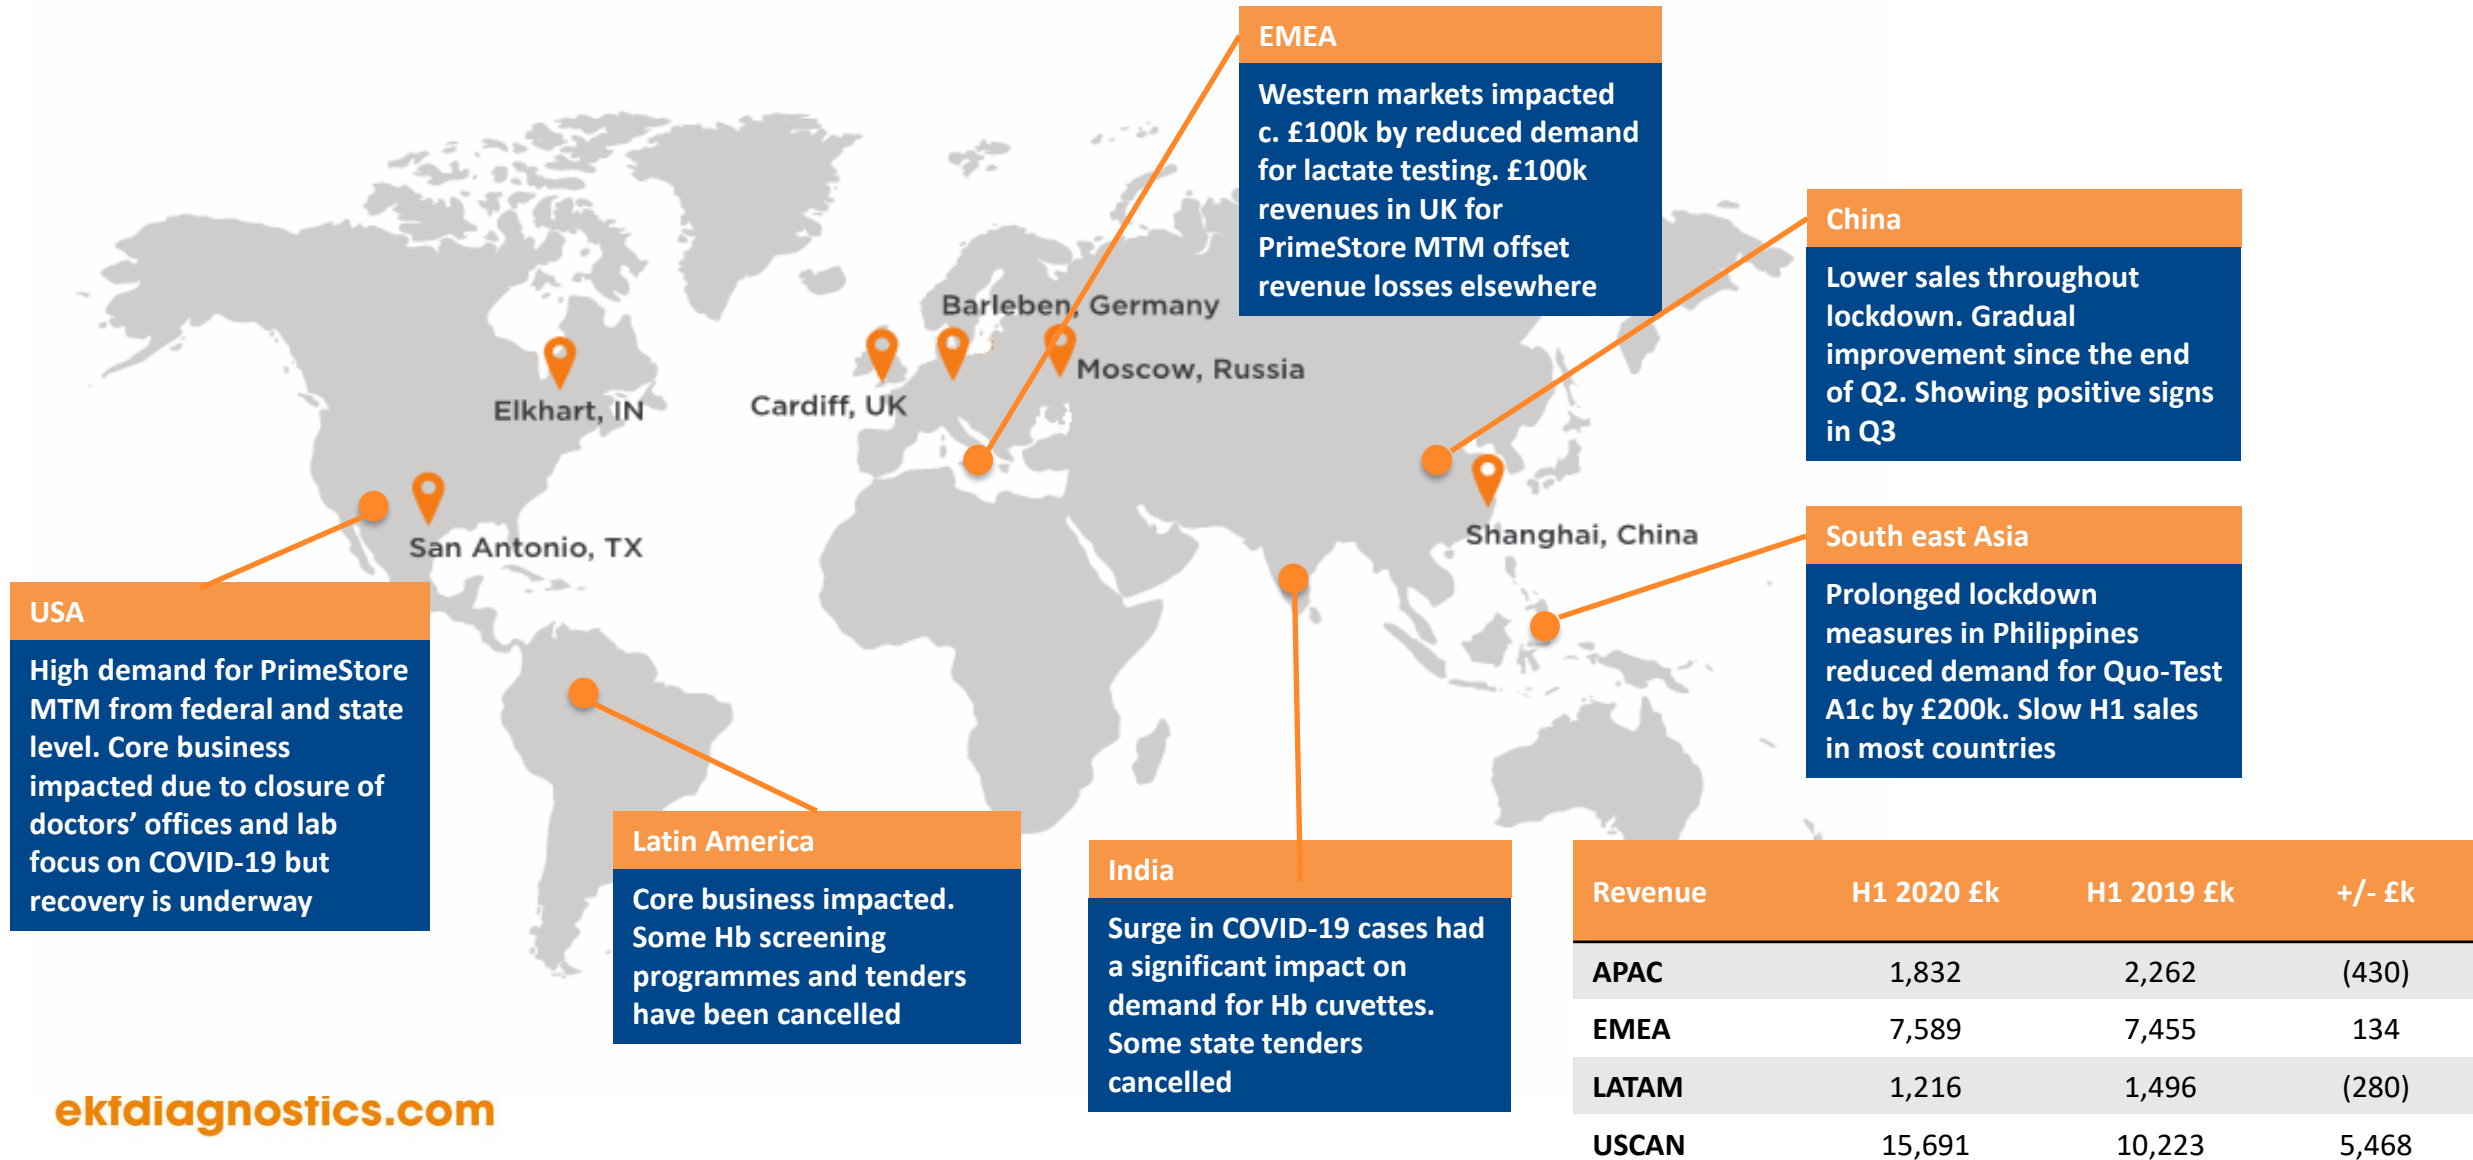 EMEA
Western markets impacted
c. £100k by reduced demand
for lactate testing. £100k
revenues in UK for
PrimeStore MTM offset
revenue losses elsewhere
China
Lower sales throughout
lockdown. Gradual
improvement since the end
of Q2. Showing positive signs
in Q3
Barleben, Germany
Moscow, Russia
Elkhart, IN
Cardiff, UK
San Antonio, TX
Shanghai, China
South east Asia
Prolonged lockdown
measures in Philippines
reduced demand for Quo-Test
A1c by £200k. Slow H1 sales
in most countries
USA
High demand for PrimeStore
MTM from federal and state
level. Core business
impacted due to closure of
doctors’ offices and lab
focus on COVID-19 but
recovery is underway
Latin America
Core business impacted.
Some Hb screening
programmes and tenders
have been cancelled
India
Surge in COVID-19 cases had
a significant impact on
demand for Hb cuvettes.
Some state tenders
cancelled
Revenue H1 2020 £k H1 2019 £k +/- £k
APAC 1,832 2,262 (430)
EMEA 7,589 7,455 134
LATAM 1,216 1,496 (280)
USCAN 15,691 10,223 5,468
ekfdiagnostics.com